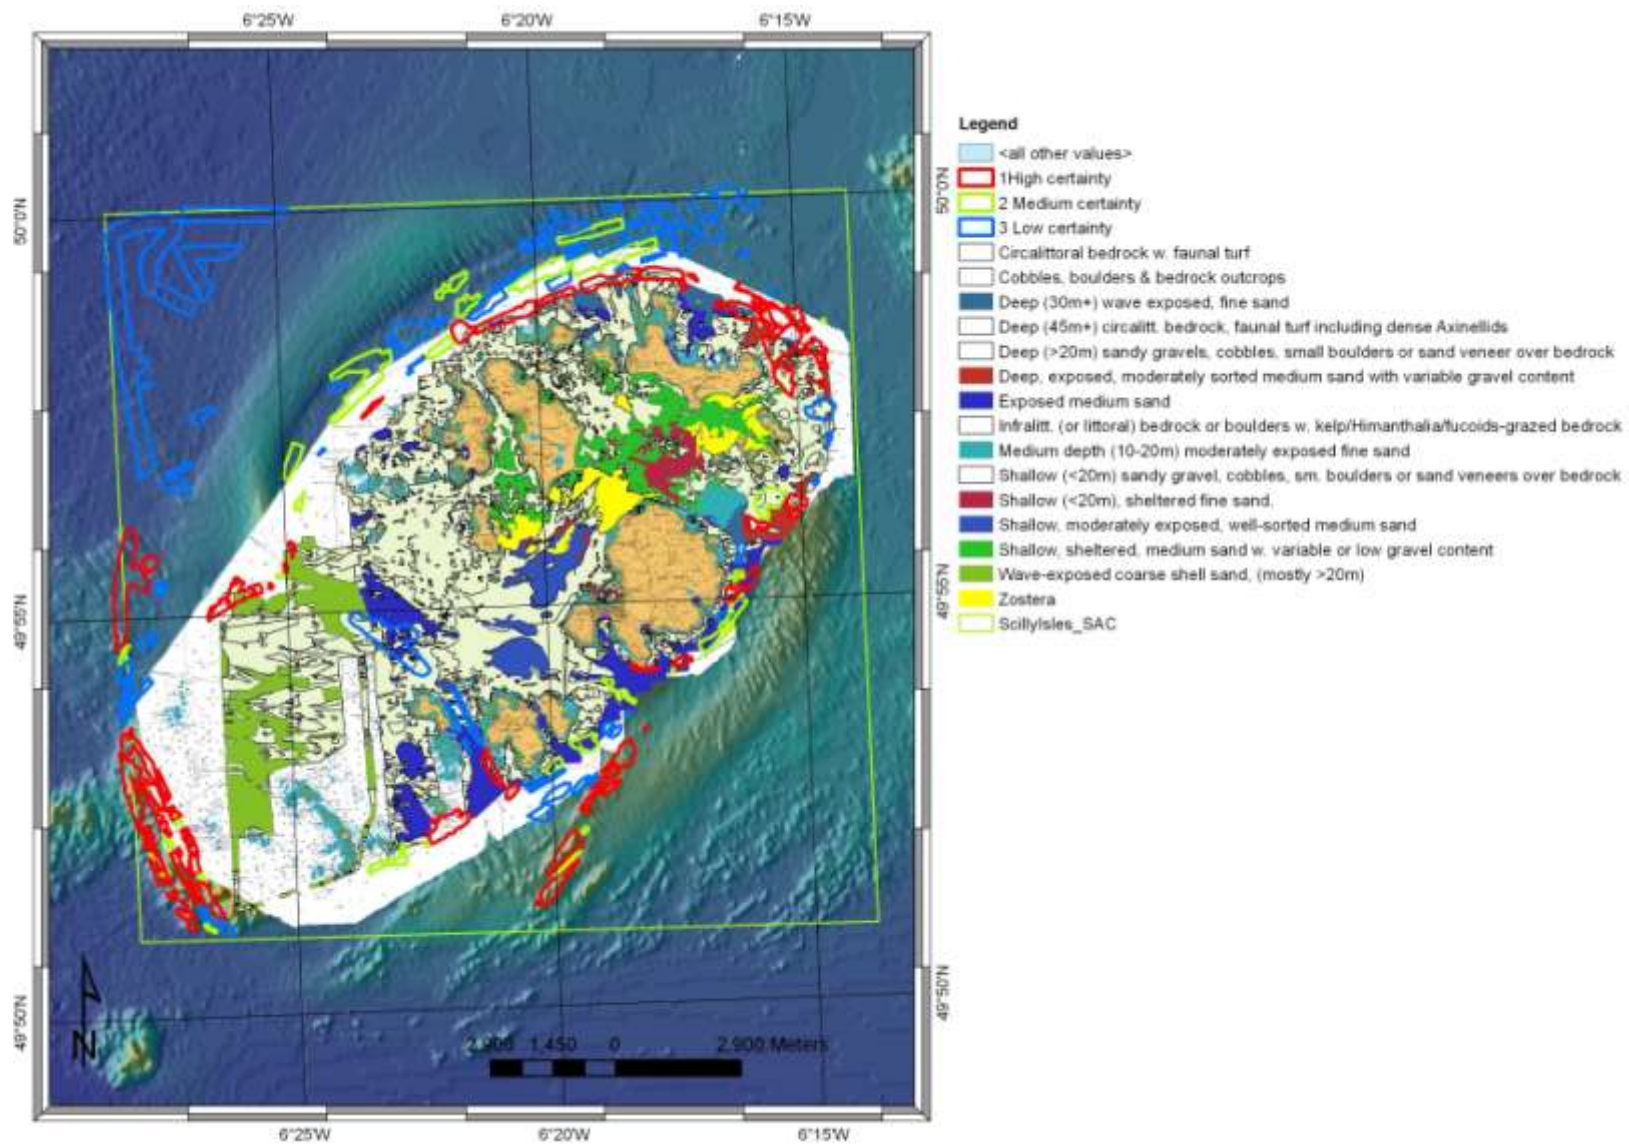 6°25'W 6°20'W 6°15'W
50°0'N
50°0'N
49°55'N
49°55'N
49°50'N
49°50'N
N
2,900 1,450 0 2,900 Meters
6°25'W 6°20'W 6°15'W
Legend
<all other values>
1High certainty
2 Medium certainty
3 Low certainty
Circalittoral bedrock w. faunal turf
Cobbles, boulders & bedrock outcrops
Deep (30m+) wave exposed, fine sand
Deep (45m+) circalitt. bedrock, faunal turf including dense Axinellids
Deep (>20m) sandy gravels, cobbles, small boulders or sand veneer over bedrock
Deep, exposed, moderately sorted medium sand with variable gravel content
Exposed medium sand
Infralitt. (or littoral) bedrock or boulders w. kelp/Himanthalia/fucoids-grazed bedrock
Medium depth (10-20m) moderately exposed fine sand
Shallow (<20m) sandy gravel, cobbles, sm. boulders or sand veneers over bedrock
Shallow (<20m), sheltered fine sand.
Shallow, moderately exposed, well-sorted medium sand
Shallow, sheltered, medium sand w. variable or low gravel content
Wave-exposed coarse shell sand, (mostly >20m)
Zostera
ScillyIsles_SAC